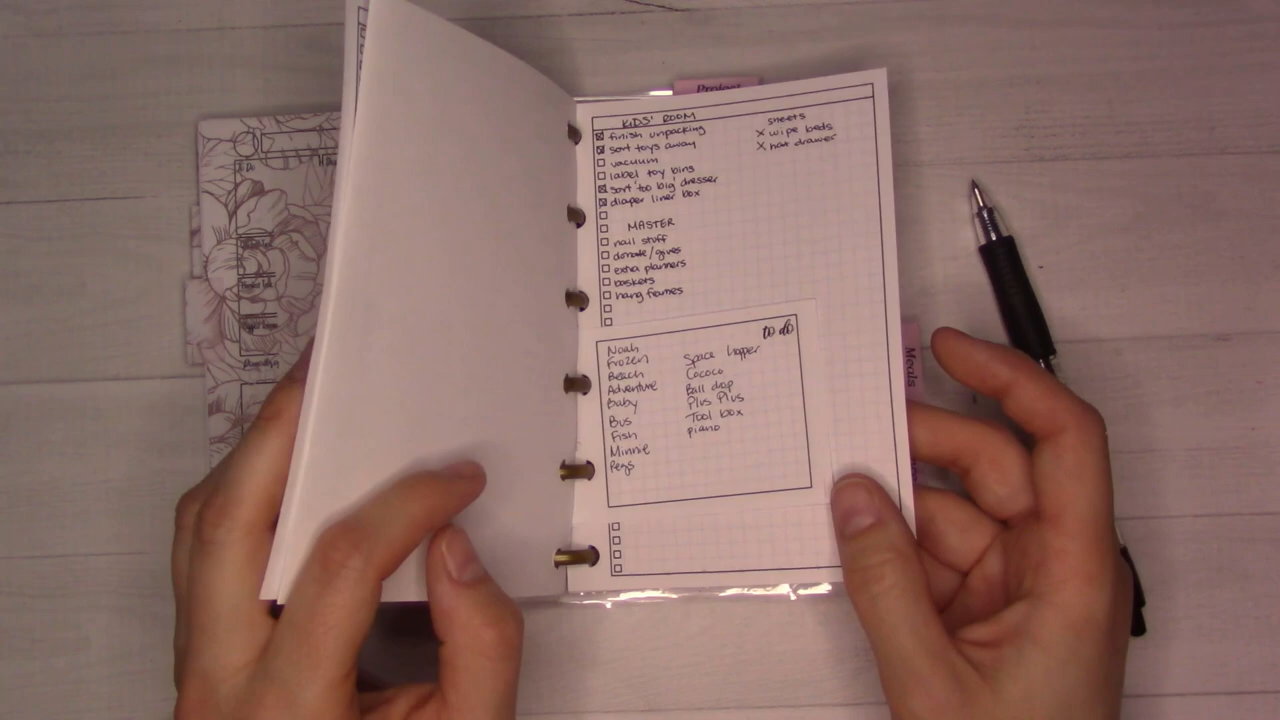 KIDS' ROOM
finish unpacking
sort toys away
vacuum
label toy bins
sort 'too big' dresser
diaper liner box
sheets
X wipe beds
X hat drawer
MASTER
nail stuff
donate/gives
extra planners
baskets
hang frames
to do
Noah
Frozen
Beach
Adventure
Baby
Bus
Fish
Minnie
Pegs
Space hopper
Cococo
Ball drop
Plus Plus
Tool box
piano
Meals
To Do